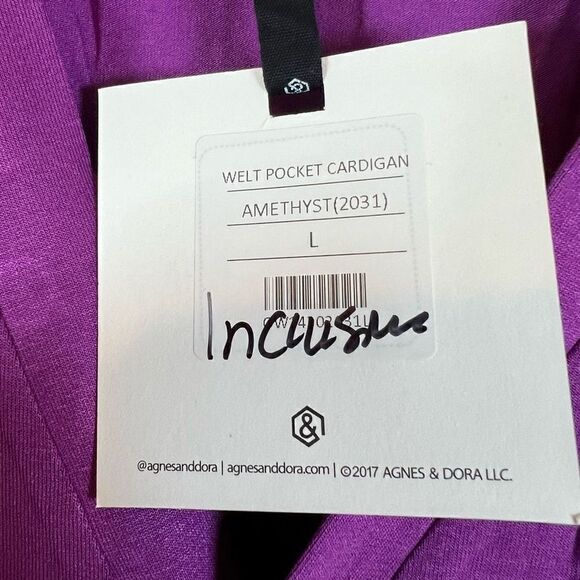 WELT POCKET CARDIGAN
AMETHYST(2031)
L
Inclusive
&
@agnesanddora | agnesanddora.com | ©2017 AGNES & DORA LLC.